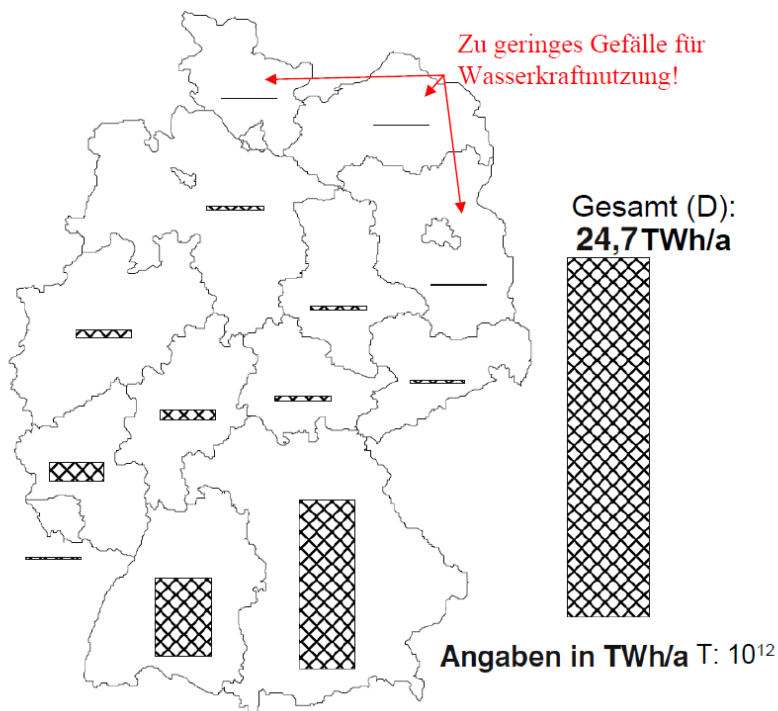 Zu geringes Gefälle für
Wasserkraftnutzung!
Gesamt (D):
24,7 TWh/a
Angaben in TWh/a T: 10¹²